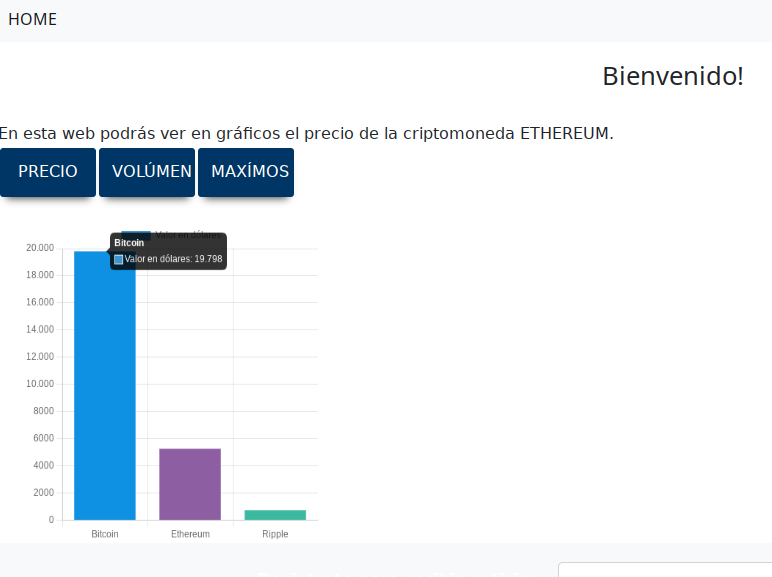 HOME
Bienvenido!
En esta web podrás ver en gráficos el precio de la criptomoneda ETHEREUM.
PRECIO VOLÚMEN MAXÍMOS
Valor en dólares
Bitcoin
Valor en dólares: 19.798
20.000
18.000
16.000
14.000
12.000
10.000
8000
6000
4000
2000
0
Bitcoin Ethereum Ripple